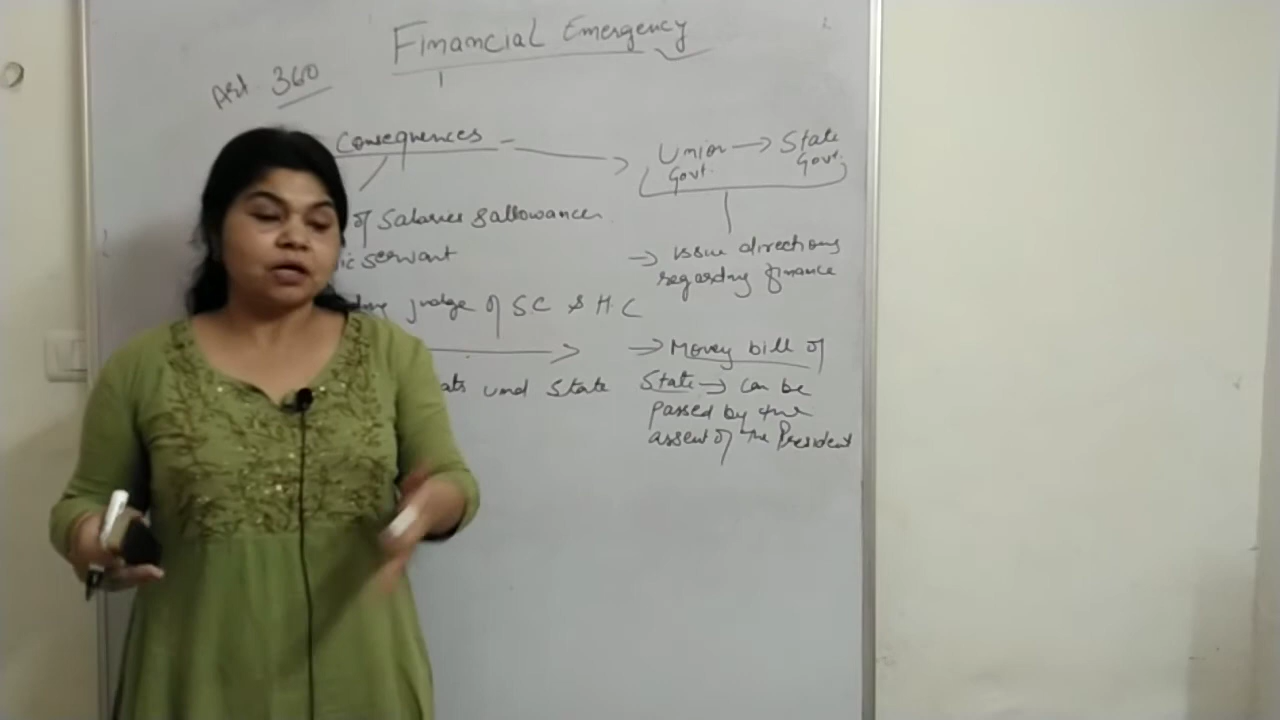 Financial Emergency
Art 360
Consequences -
Union → State
Govt. Govt.
of Salaries & allowances
ic servant
→ issue directions
regarding finance
judge of SC & HC
→ Money bill of
State → can be
passed by the
assent of the President
und State